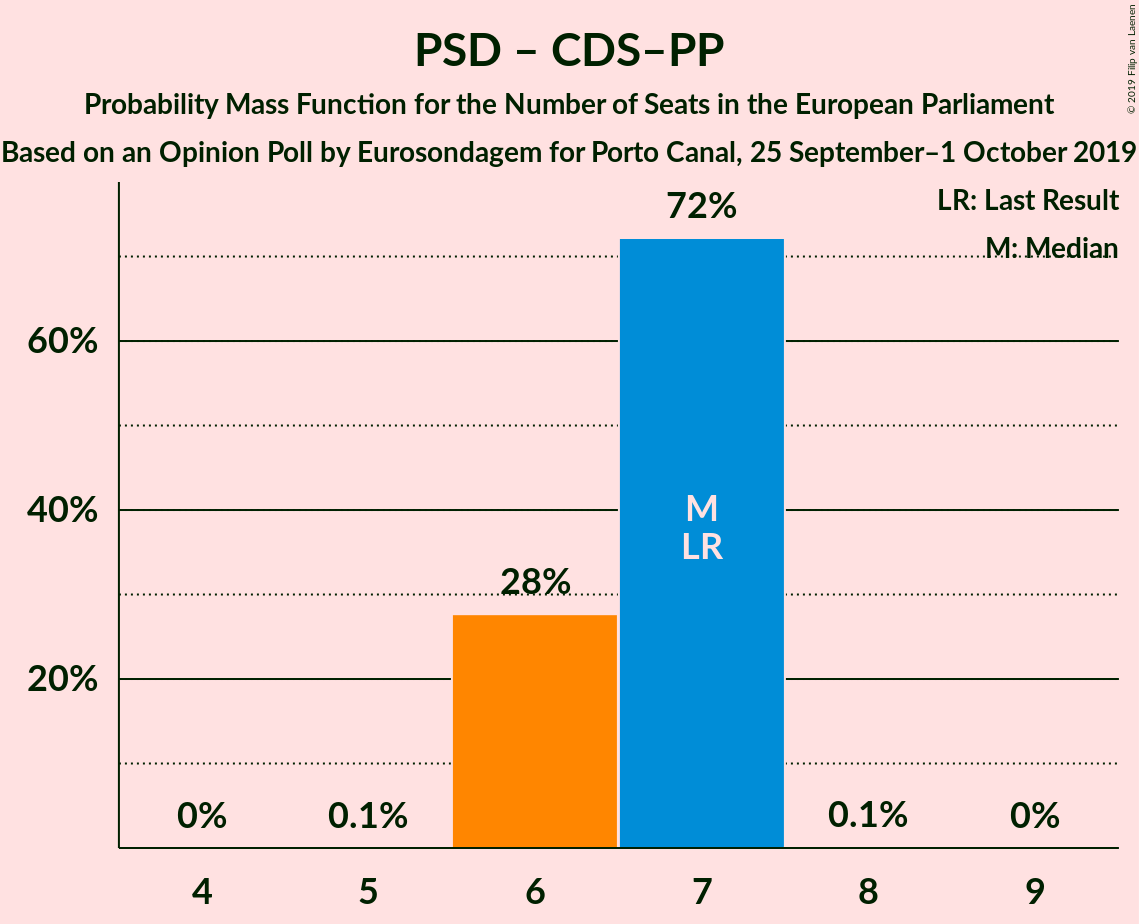 PSD – CDS–PP
Probability Mass Function for the Number of Seats in the European Parliament
Based on an Opinion Poll by Eurosondagem for Porto Canal, 25 September–1 October 2019
© 2019 Filip van Laenen
LR: Last Result
M: Median
72%
60%
M
40%
LR
28%
20%
0%
0.1%
0.1%
0%
4
5
6
7
8
9